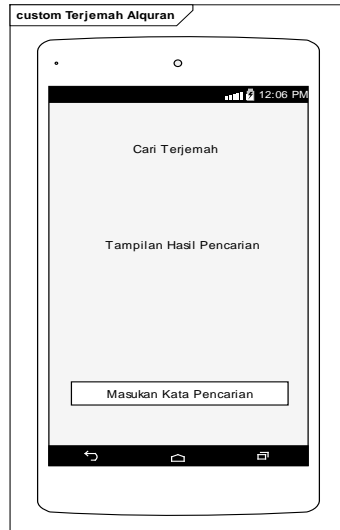 custom Terjemah Alquran
12:06 PM
Cari Terjemah
Tampilan Hasil Pencarian
Masukan Kata Pencarian